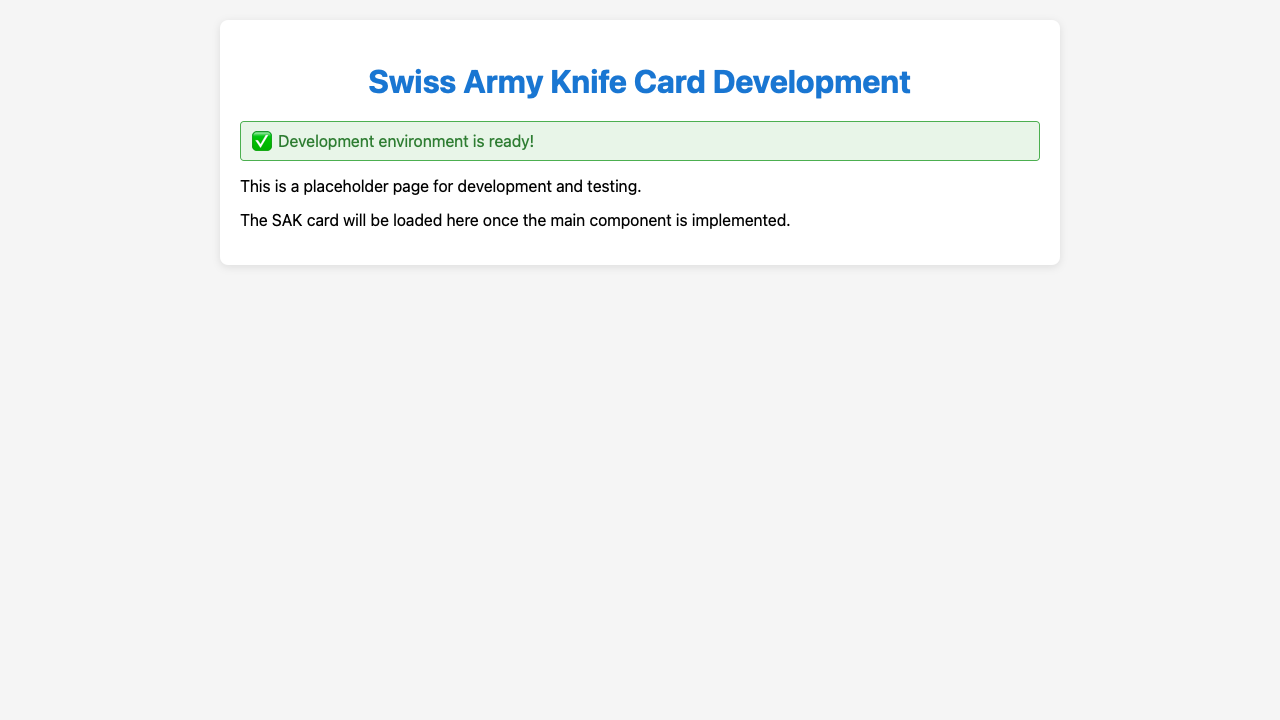 Swiss Army Knife Card Development
✅ Development environment is ready!
This is a placeholder page for development and testing.
The SAK card will be loaded here once the main component is implemented.